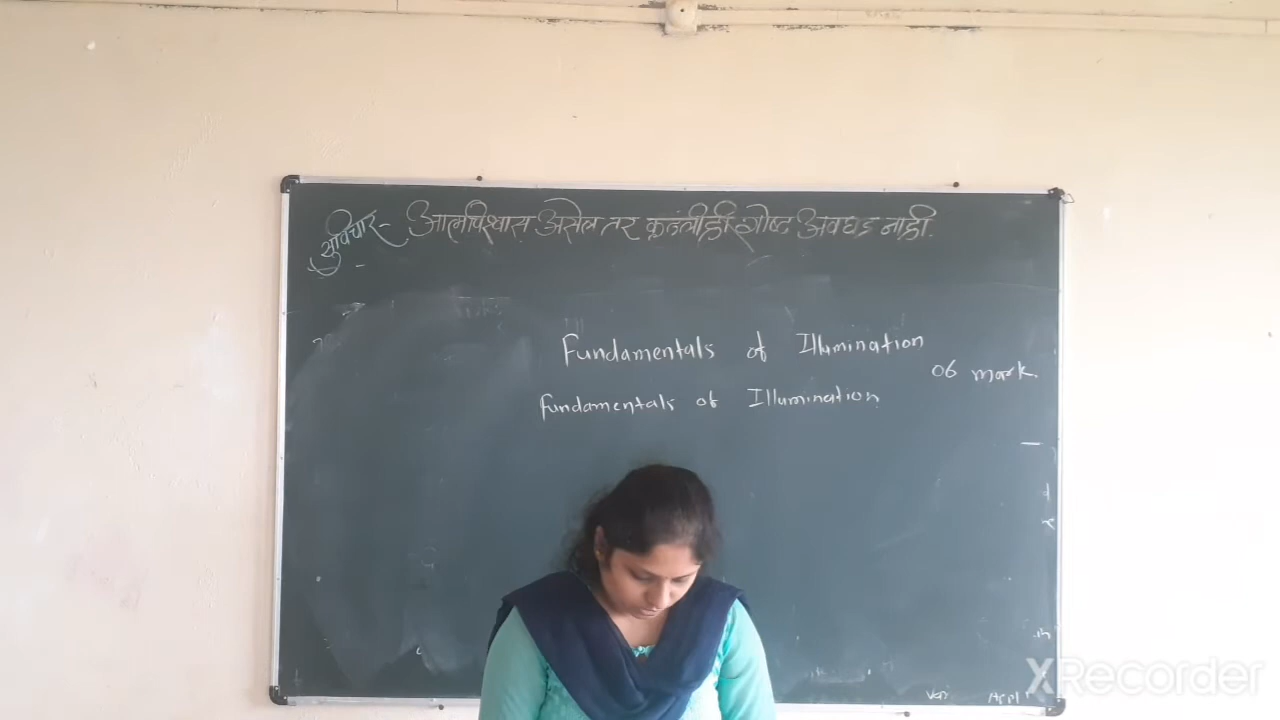 सुविचार - आत्मविश्वास असेल तर कुठलीही गोष्ट अवघड नाही.
Fundamentals of Illumination
06 mark.
Fundamentals of Illumination
XRecorder